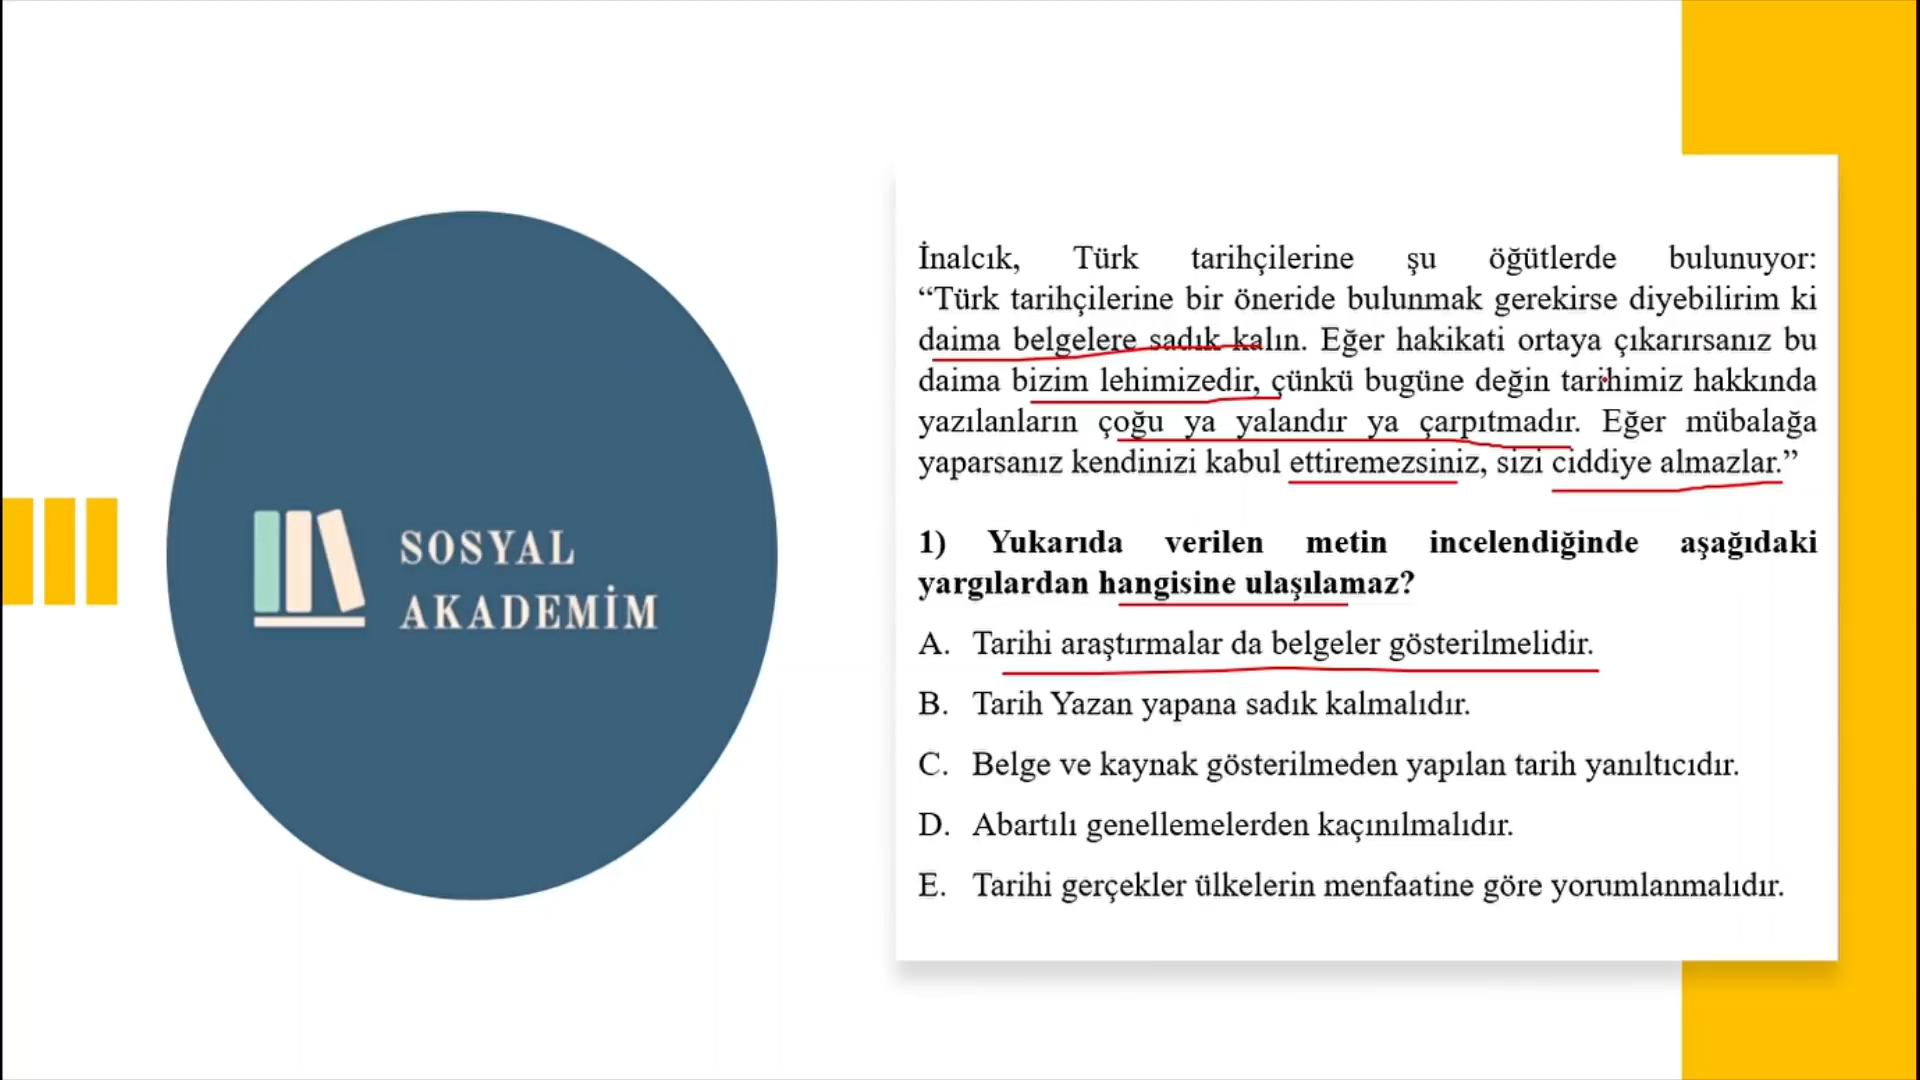 SOSYAL
AKADEMİM
İnalcık, Türk tarihçilerine şu öğütlerde bulunuyor:
“Türk tarihçilerine bir öneride bulunmak gerekirse diyebilirim ki
daima belgelere sadık kalın. Eğer hakikati ortaya çıkarırsanız bu
daima bizim lehimizedir, çünkü bugüne değin tarihimiz hakkında
yazılanların çoğu ya yalandır ya çarpıtmadır. Eğer mübalağa
yaparsanız kendinizi kabul ettiremezsiniz, sizi ciddiye almazlar.”
1) Yukarıda verilen metin incelendiğinde aşağıdaki
yargılardan hangisine ulaşılamaz?
A. Tarihi araştırmalar da belgeler gösterilmelidir.
B. Tarih Yazan yapana sadık kalmalıdır.
C. Belge ve kaynak gösterilmeden yapılan tarih yanıltıcıdır.
D. Abartılı genellemelerden kaçınılmalıdır.
E. Tarihi gerçekler ülkelerin menfaatine göre yorumlanmalıdır.